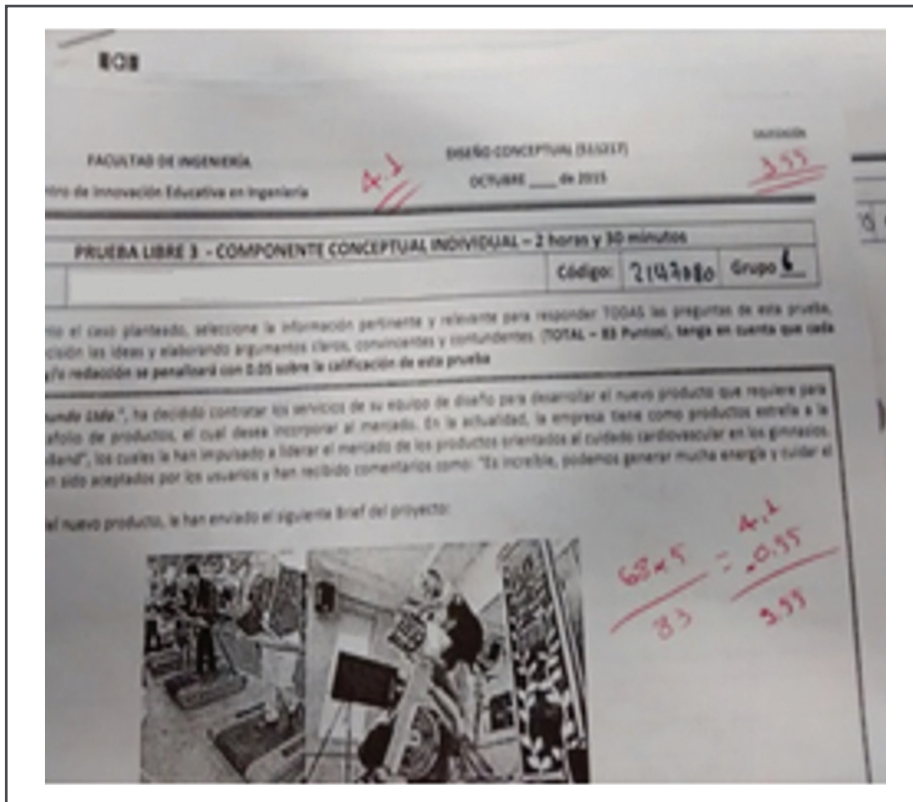 FACULTAD DE INGENIERÍA
DISEÑO CONCEPTUAL (515217)
ntro de Innovación Educativa en Ingeniería
4.1
OCTUBRE ____ de 2015
3.55
PRUEBA LIBRE 3 - COMPONENTE CONCEPTUAL INDIVIDUAL – 2 horas y 30 minutos
Código: Grupo 6
el caso planteado, seleccione la información pertinente y relevante para responder TODAS las preguntas de esta prueba,
cisión las ideas y elaborando argumentos claros, convincentes y contundentes. (TOTAL – 83 Puntos), tenga en cuenta que cada
redacción se penalizará con 0.05 sobre la calificación de esta prueba
undo Ltda.", ha decidido contratar los servicios de su equipo de diseño para desarrollar el nuevo producto que requiere para
afolio de productos, el cual desea incorporar al mercado. En la actualidad, la empresa tiene como productos estrella a la
Band", los cuales la han impulsado a liderar el mercado de los productos orientados al cuidado cardiovascular en los gimnasios.
n sido aceptados por los usuarios y han recibido comentarios como: "Es increíble, podemos generar mucha energía y cuidar el
el nuevo producto, le han enviado el siguiente Brief del proyecto:
68 x 5 = 4.1
83 0.55
3.55